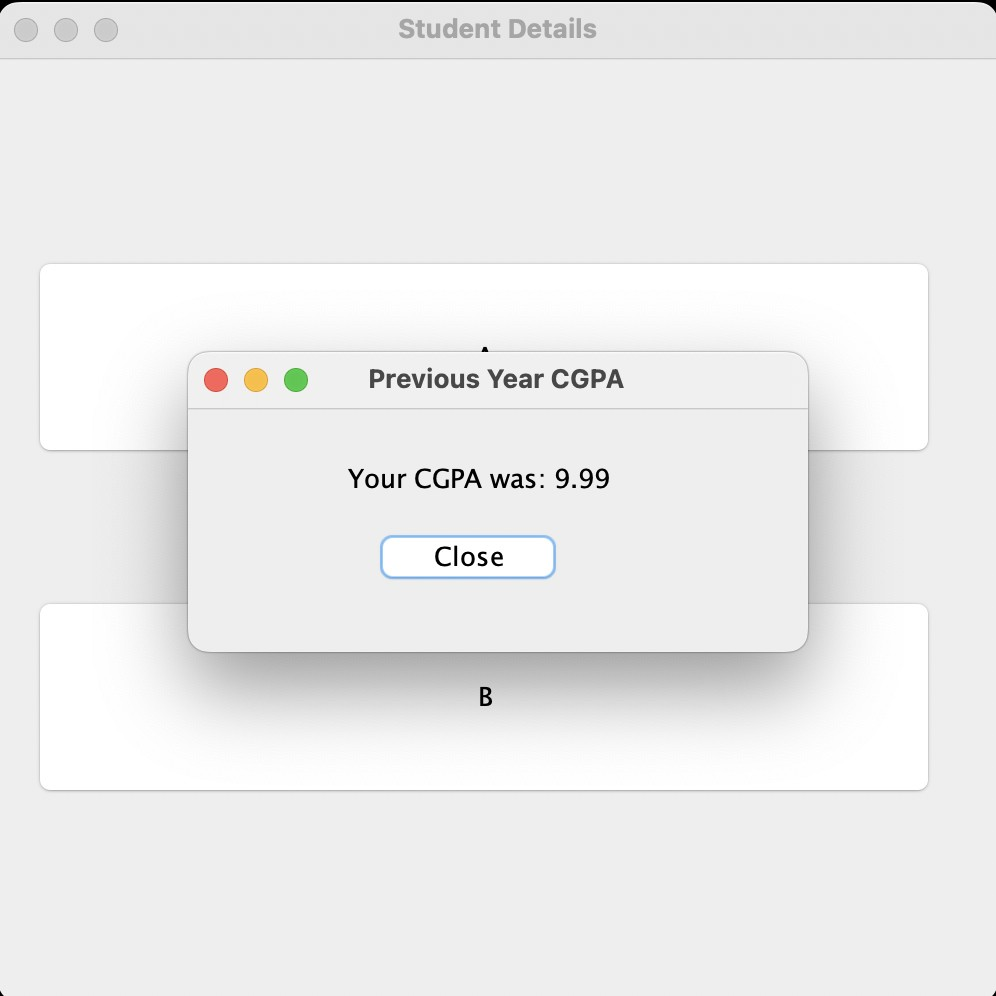 Student Details
Previous Year CGPA
Your CGPA was: 9.99
Close
B